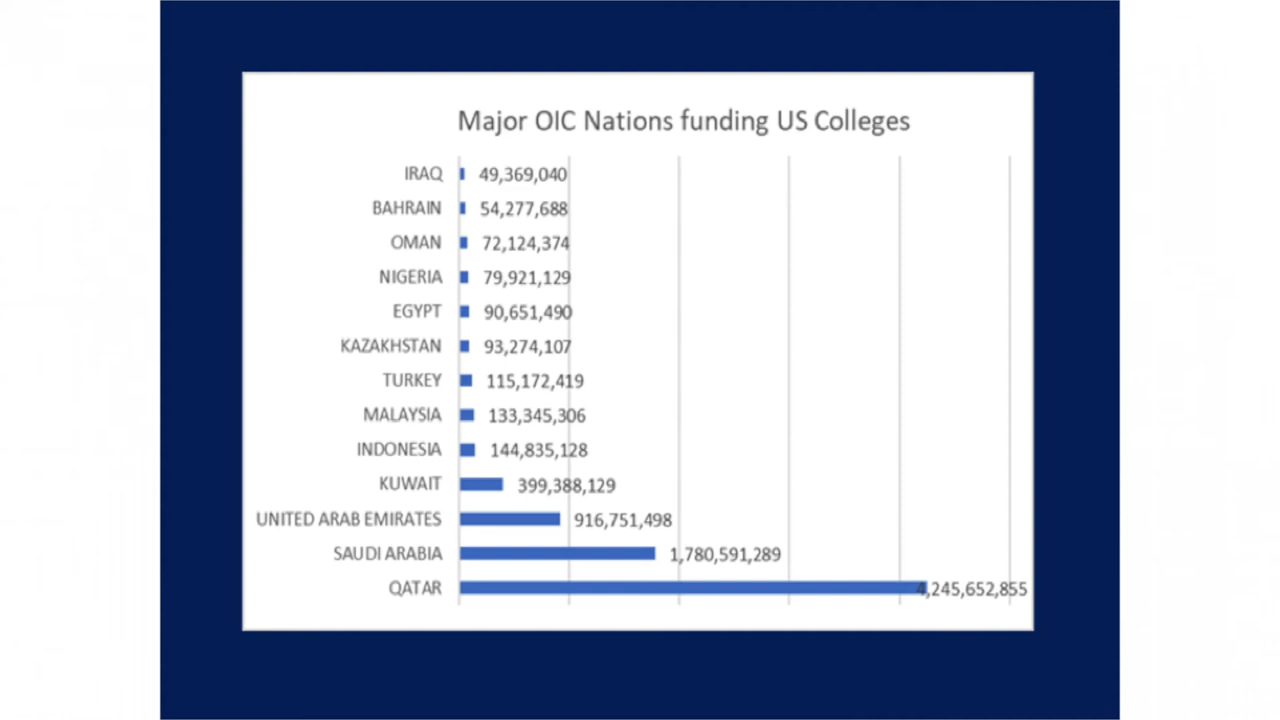 Major OIC Nations funding US Colleges
IRAQ 49,369,040
BAHRAIN 54,277,688
OMAN 72,124,374
NIGERIA 79,921,129
EGYPT 90,651,490
KAZAKHSTAN 93,274,107
TURKEY 115,172,419
MALAYSIA 133,345,306
INDONESIA 144,835,128
KUWAIT 399,388,129
UNITED ARAB EMIRATES 916,751,498
SAUDI ARABIA 1,780,591,289
QATAR 4,245,652,855